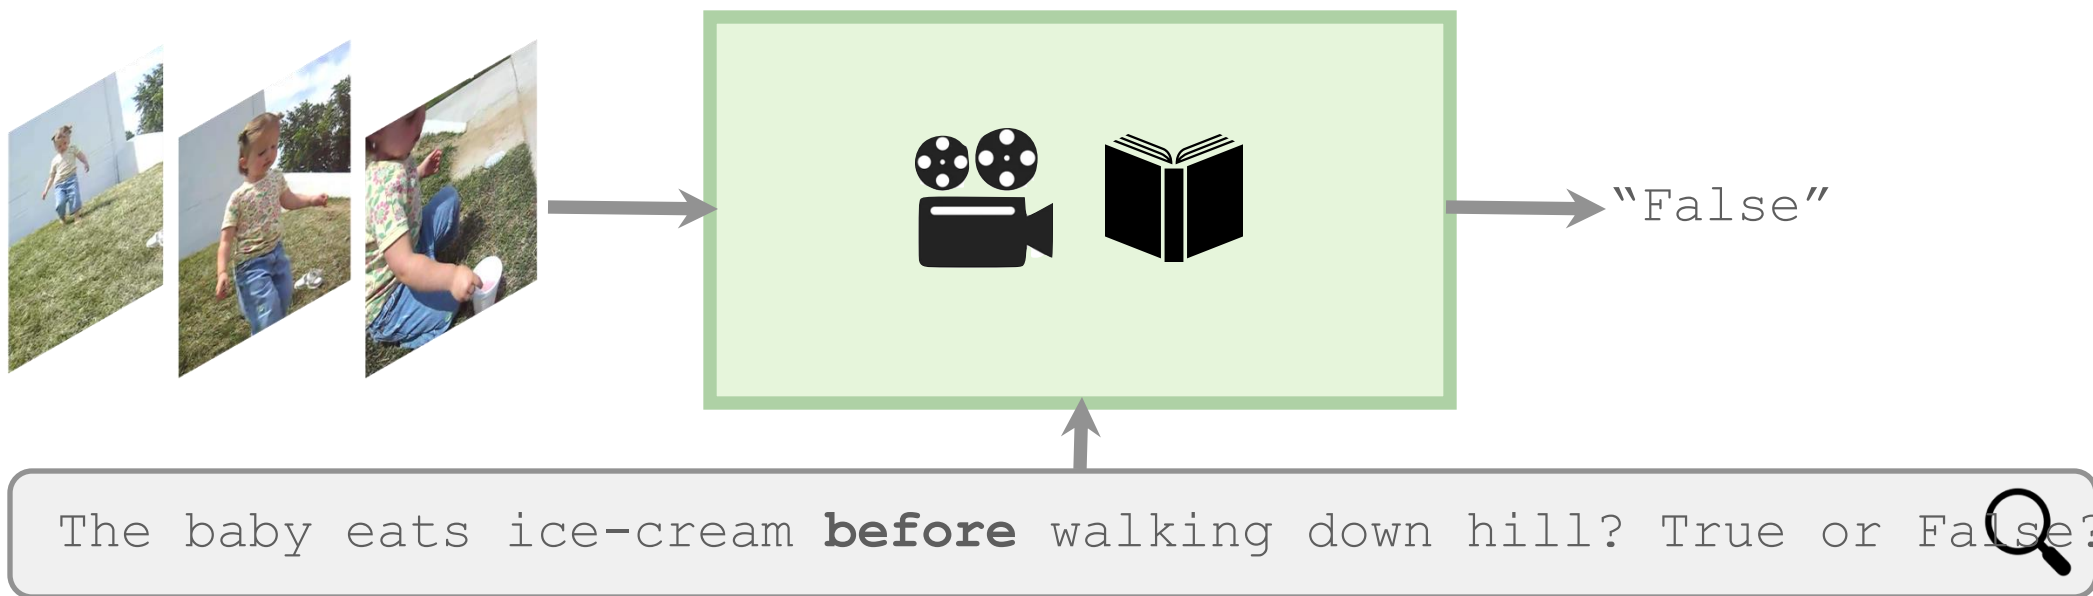 “False”
The baby eats ice-cream before walking down hill? True or False?